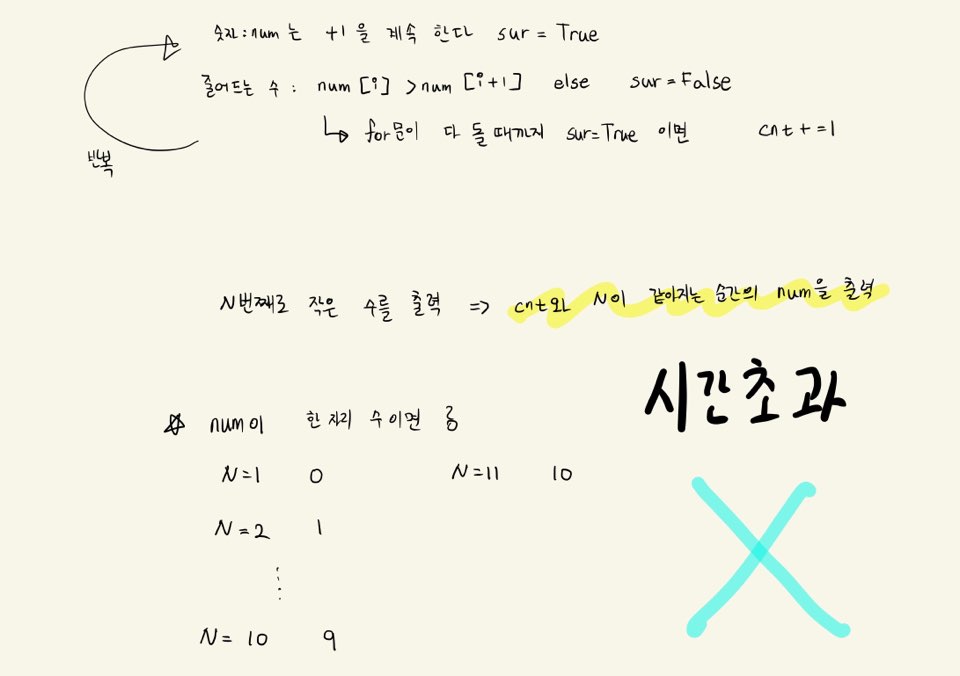 숫자 : num 는 +1 을 계속 한다 sur = True
줄어드는 수 : num [i] > num [i+1] else sur = False
for문이 다 돌 때까지 sur=True 이면 cnt +=1
반복
N번째로 작은 수를 출력 => cnt와 N이 같아지는 순간의 num을 출력
시간초과
num이 한 자리 수 이면
N=1 0 N=11 10
N=2 1
N= 10 9